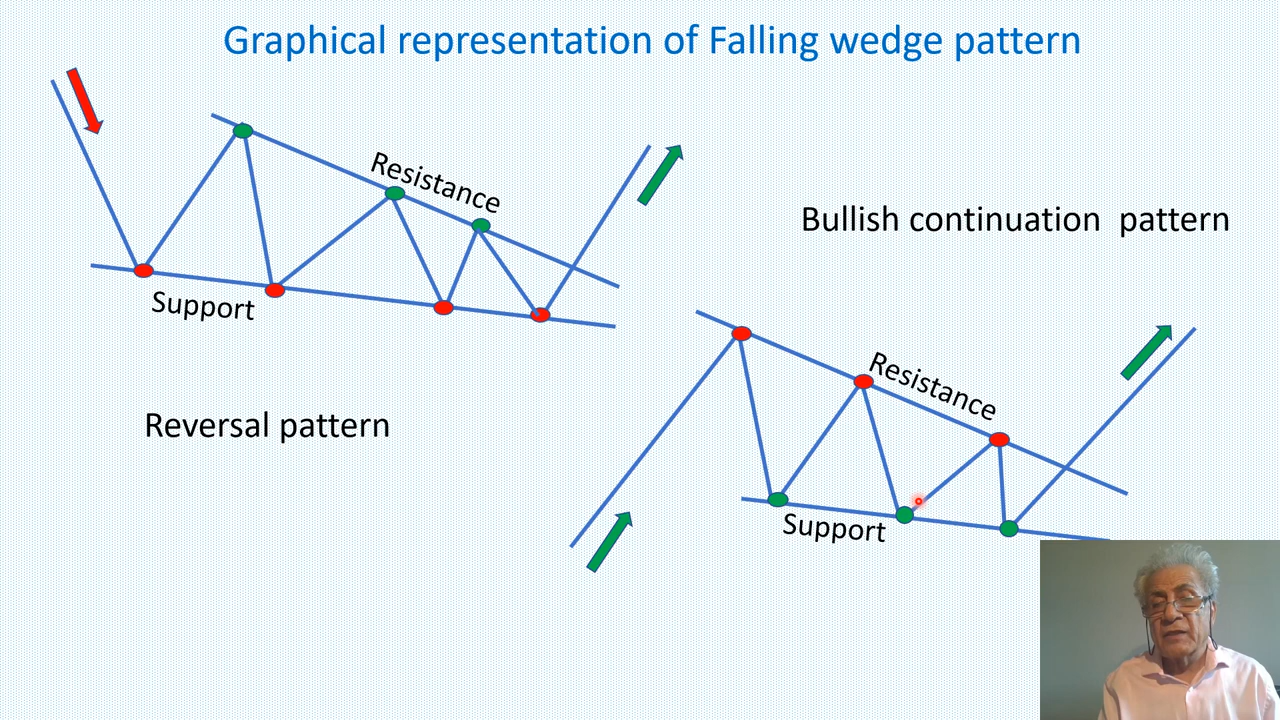 Graphical representation of Falling wedge pattern
Resistance
Support
Bullish continuation pattern
Reversal pattern
Resistance
Support